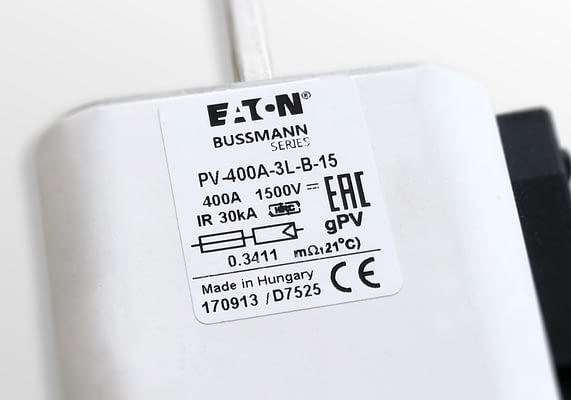 EATON®
BUSSMANN
SERIES
PV-400A-3L-B-15
400A 1500V ⎓
IR 30kA HRC EAC
gPV
0.3411 mΩ(21°C)
Made in Hungary CE
170913 / D7525